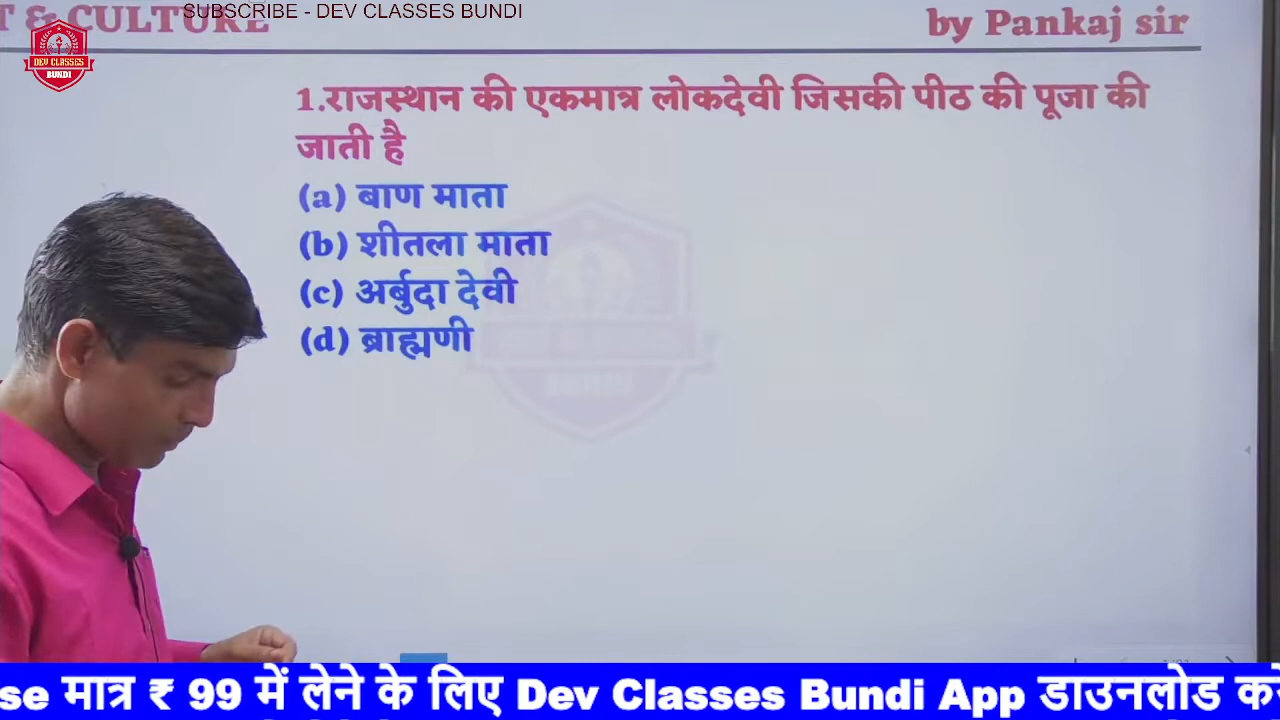 SUBSCRIBE - DEV CLASSES BUNDI
T & CULTURE
by Pankaj sir
DEV CLASSES
BUNDI
1.राजस्थान की एकमात्र लोकदेवी जिसकी पीठ की पूजा की
जाती है
(a) बाण माता
(b) शीतला माता
(c) अर्बुदा देवी
(d) ब्राह्मणी
se मात्र ₹ 99 में लेने के लिए Dev Classes Bundi App डाउनलोड करे